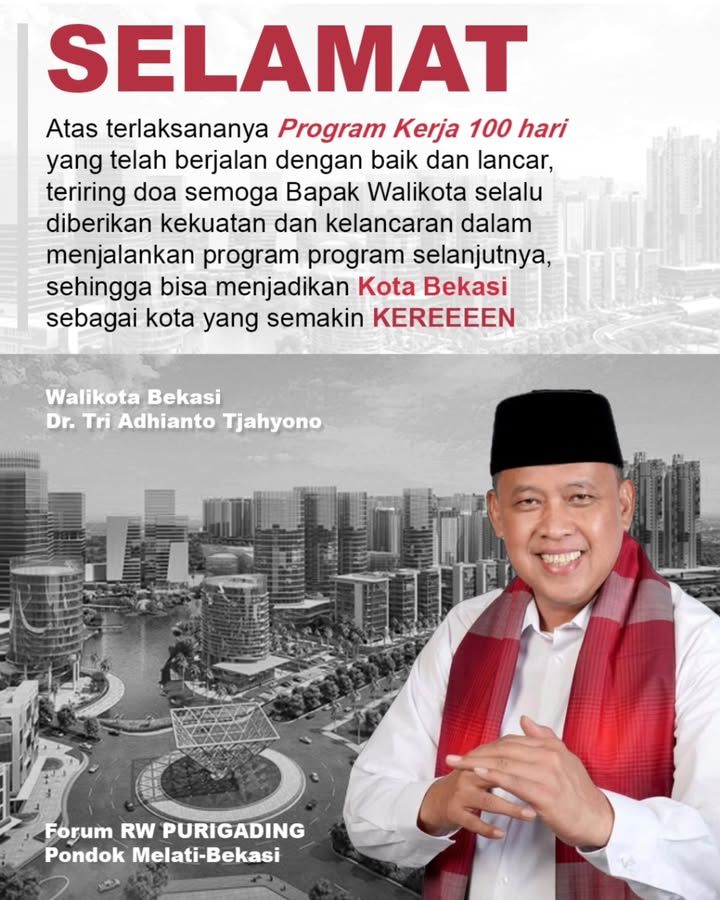 SELAMAT
Atas terlaksananya Program Kerja 100 hari
yang telah berjalan dengan baik dan lancar,
teriring doa semoga Bapak Walikota selalu
diberikan kekuatan dan kelancaran dalam
menjalankan program program selanjutnya,
sehingga bisa menjadikan Kota Bekasi
sebagai kota yang semakin KEREEEEN
Walikota Bekasi
Dr. Tri Adhianto Tjahyono
Forum RW PURIGADING
Pondok Melati-Bekasi